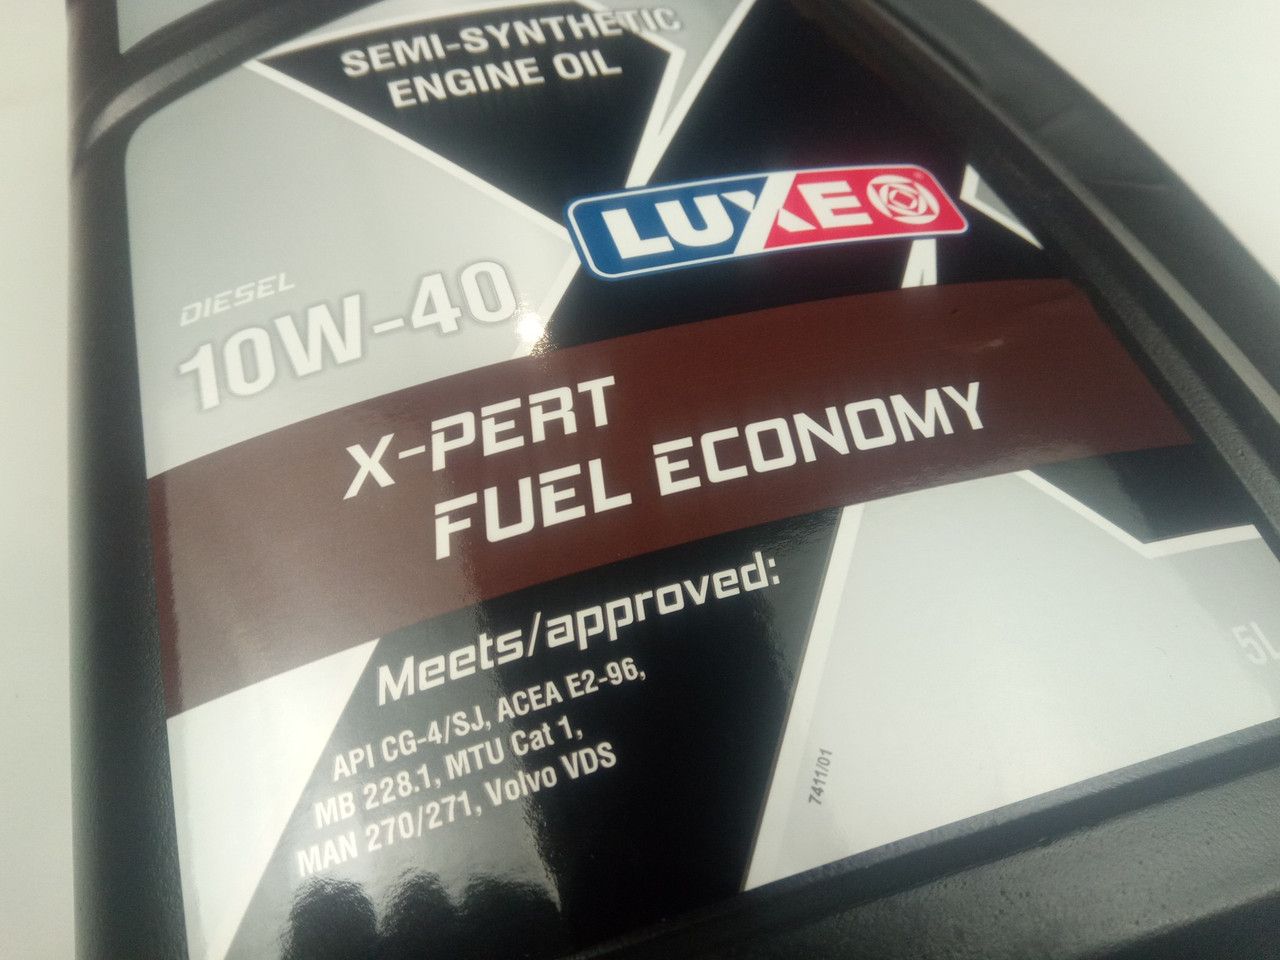 SEMI-SYNTHETIC
ENGINE OIL
LUXE
DIESEL
10W-40
X-PERT
FUEL ECONOMY
Meets/approved:
API CG-4/SJ, ACEA E2-96,
MB 228.1, MTU Cat 1,
MAN 270/271, Volvo VDS
7411/01
5L